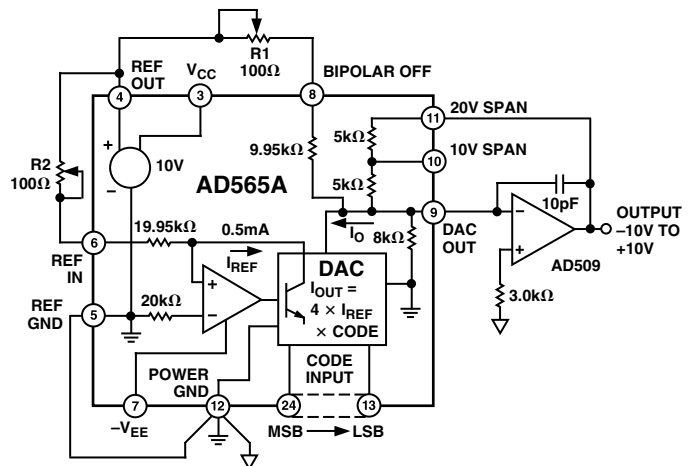 R1
100Ω
REF
OUT
VCC
BIPOLAR OFF
4
3
8
20V SPAN
11
5kΩ
9.95kΩ
+
10V
–
10V SPAN
10
R2
100Ω
AD565A
5kΩ
10pF
9
DAC
OUT
–
+
AD509
OUTPUT
–10V TO
+10V
6
REF
IN
19.95kΩ
0.5mA
IREF
IO
8kΩ
DAC
IOUT =
4 × IREF
× CODE
3.0kΩ
REF
GND
5
20kΩ
+
–
POWER
GND
CODE
INPUT
7
12
24
13
–VEE
MSB
LSB